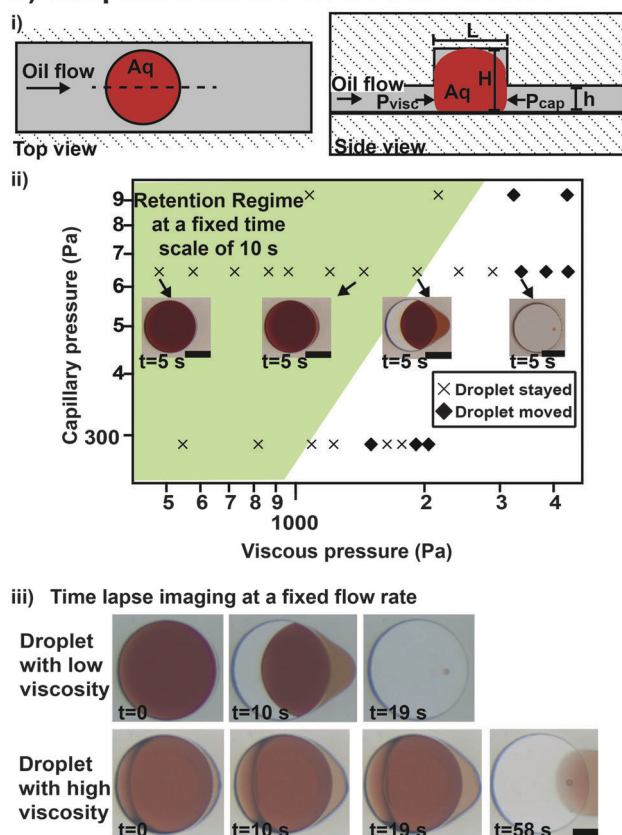 i)
Oil flow
Aq
Top view
L
H
Oil flow
Pvisc
Aq
Pcap
h
Side view
ii)
Retention Regime
at a fixed time
scale of 10 s
Capillary pressure (Pa)
9
8
7
6
5
4
300
t=5 s
t=5 s
t=5 s
t=5 s
× Droplet stayed
◆ Droplet moved
5 6 7 8 9 1000 2 3 4
Viscous pressure (Pa)
iii) Time lapse imaging at a fixed flow rate
Droplet
with low
viscosity
t=0
t=10 s
t=19 s
Droplet
with high
viscosity
t=0
t=10 s
t=19 s
t=58 s